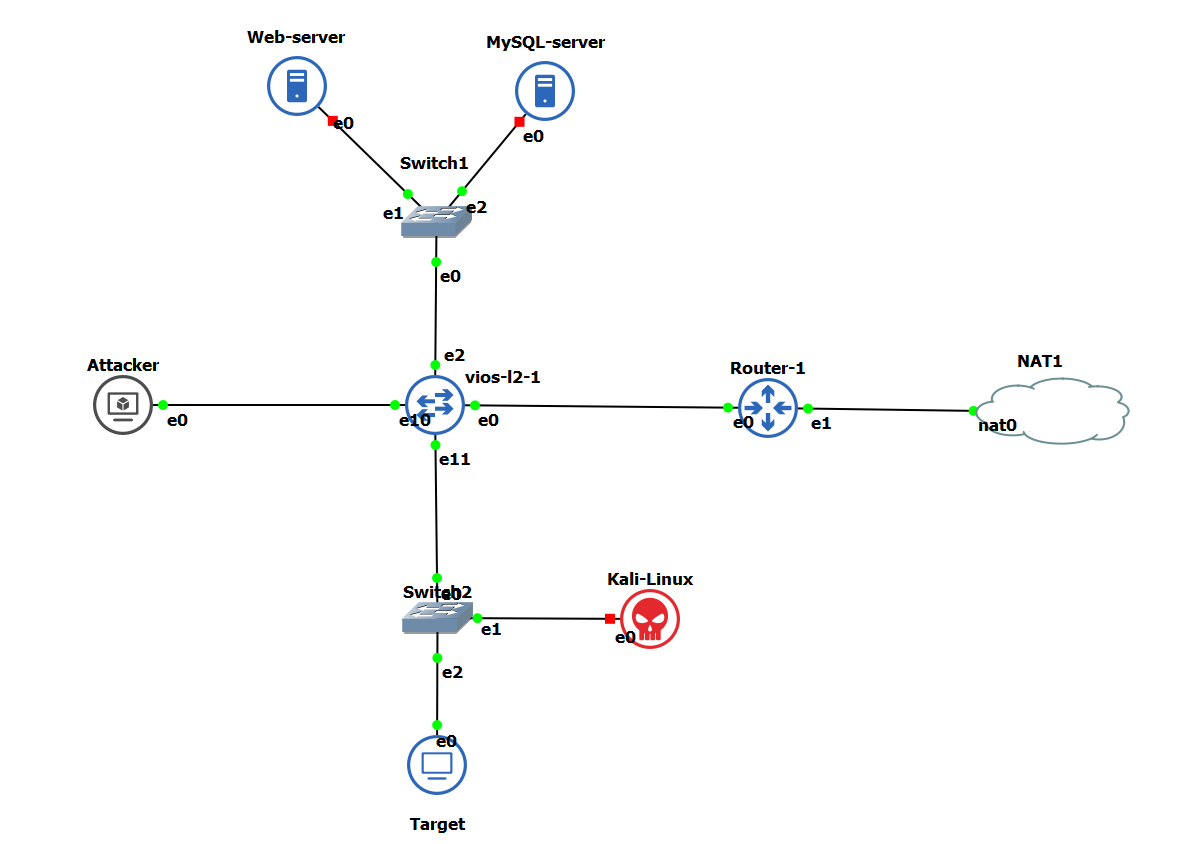 Web-server
MySQL-server
e0
e0
Switch1
e1
e2
e0
e2
Attacker
vios-l2-1
Router-1
NAT1
e0
e10
e0
e0
e1
nat0
e11
Kali-Linux
Switch2
e0
e1
e0
e2
e0
Target